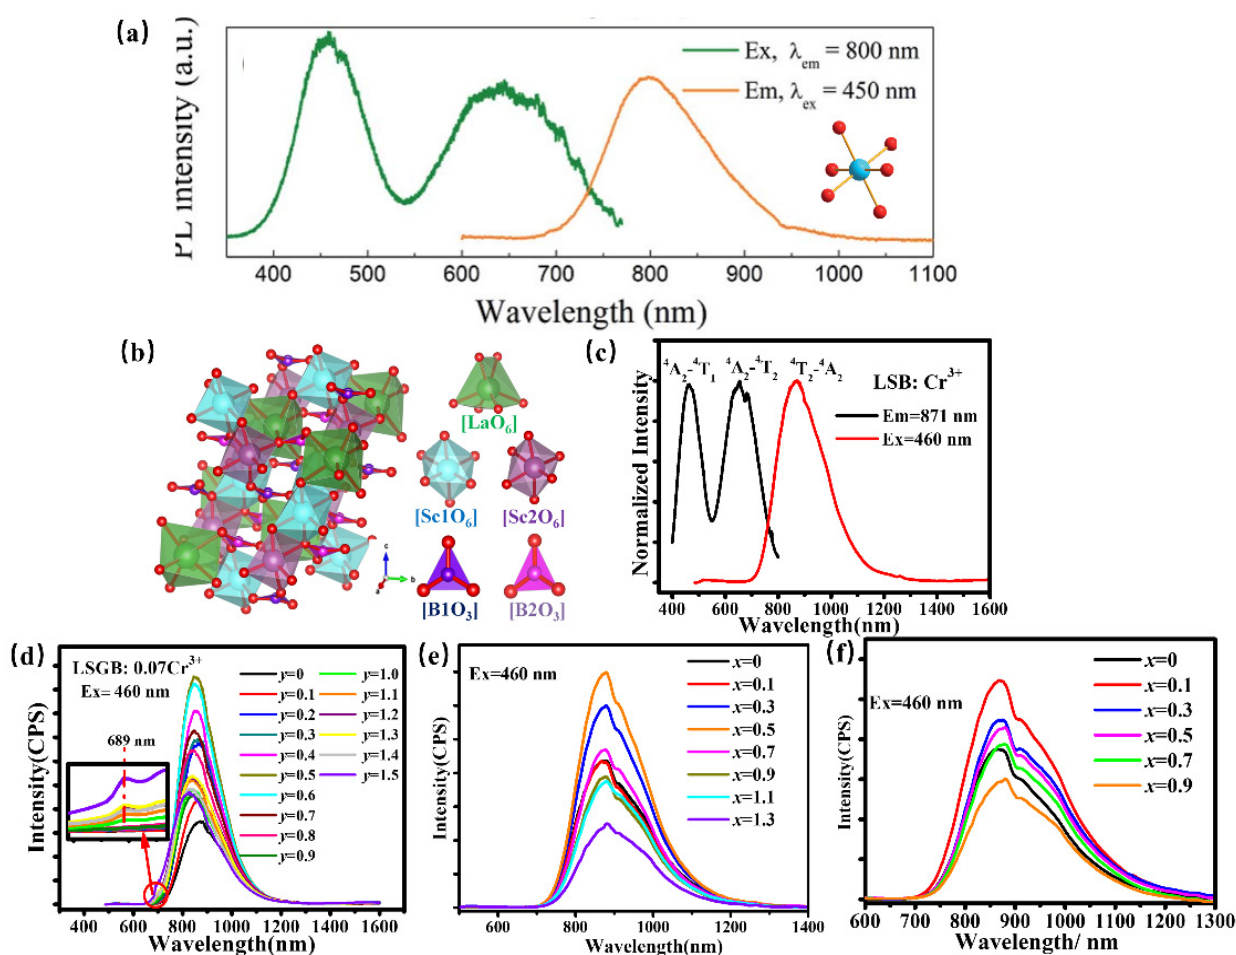 (a)
PL intensity (a.u.)
Ex, λem = 800 nm
Em, λex = 450 nm
400 500 600 700 800 900 1000 1100
Wavelength (nm)
(b)
[LaO6]
[Sc1O6] [Sc2O6]
[B1O3] [B2O3]
c
b
a
(c)
Normalized Intensity
⁴A₂-⁴T₁ ⁴A₂-⁴T₂ ⁴T₂-⁴A₂
LSB: Cr³⁺
Em=871 nm
Ex=460 nm
400 600 800 1000 1200 1400 1600
Wavelength(nm)
(d)
Intensity(CPS)
LSGB: 0.07Cr³⁺
Ex= 460 nm
689 nm
y=0 y=1.0
y=0.1 y=1.1
y=0.2 y=1.2
y=0.3 y=1.3
y=0.4 y=1.4
y=0.5 y=1.5
y=0.6
y=0.7
y=0.8
y=0.9
400 600 800 1000 1200 1400 1600
Wavelength(nm)
(e)
Intensity(CPS)
Ex=460 nm
x=0
x=0.1
x=0.3
x=0.5
x=0.7
x=0.9
x=1.1
x=1.3
600 800 1000 1200 1400
Wavelength(nm)
(f)
Intensity(CPS)
Ex=460 nm
x=0
x=0.1
x=0.3
x=0.5
x=0.7
x=0.9
600 700 800 900 1000 1100 1200 1300
Wavelength/ nm